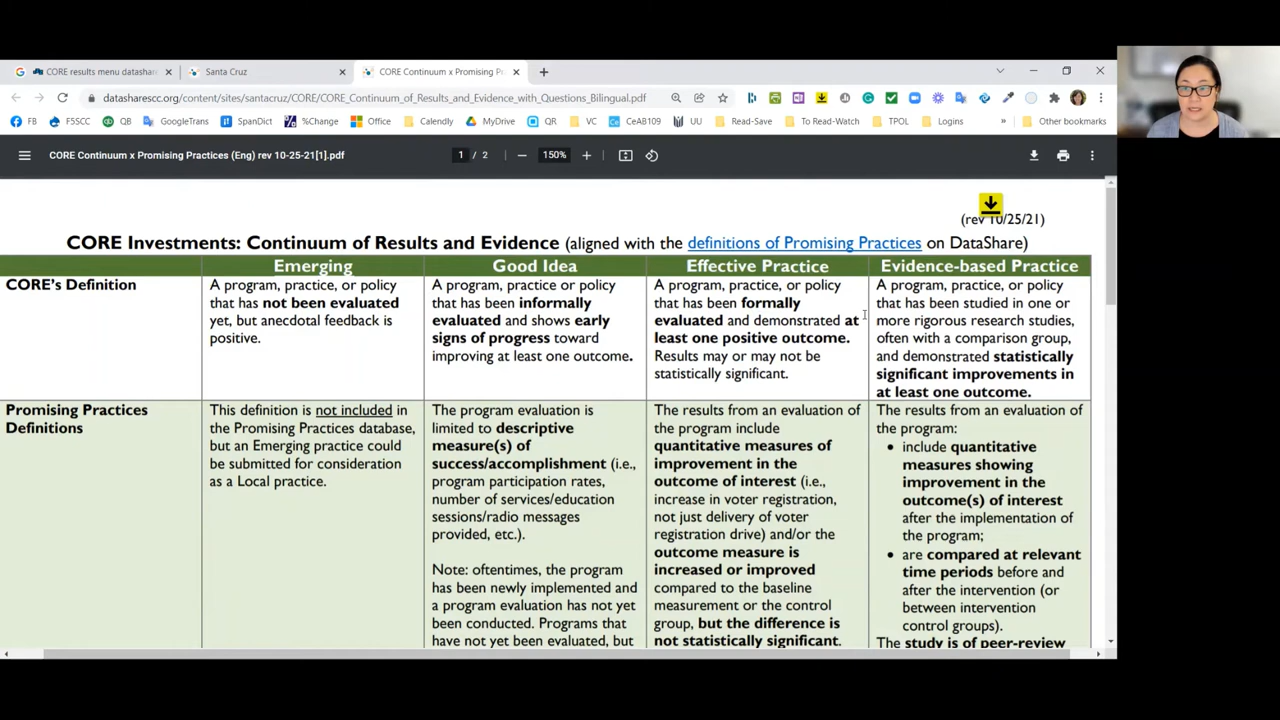 CORE results menu datashar
Santa Cruz
CORE Continuum x Promising Pr
datasharescc.org/content/sites/santacruz/CORE/CORE_Continuum_of_Results_and_Evidence_with_Questions_Bilingual.pdf
FB
F5SCC
QB
GoogleTrans
SpanDict
%Change
Office
Calendly
MyDrive
QR
VC
CeAB109
UU
Read-Save
To Read-Watch
TPOL
Logins
»
Other bookmarks
CORE Continuum x Promising Practices (Eng) rev 10-25-21[1].pdf
1 / 2
150%
(rev 10/25/21)
CORE Investments: Continuum of Results and Evidence (aligned with the definitions of Promising Practices on DataShare)
Emerging
Good Idea
Effective Practice
Evidence-based Practice
CORE's Definition
A program, practice, or policy
that has not been evaluated
yet, but anecdotal feedback is
positive.
A program, practice or policy
that has been informally
evaluated and shows early
signs of progress toward
improving at least one outcome.
A program, practice, or policy
that has been formally
evaluated and demonstrated at
least one positive outcome.
Results may or may not be
statistically significant.
A program, practice, or policy
that has been studied in one or
more rigorous research studies,
often with a comparison group,
and demonstrated statistically
significant improvements in
at least one outcome.
Promising Practices
Definitions
This definition is not included in
the Promising Practices database,
but an Emerging practice could
be submitted for consideration
as a Local practice.
The program evaluation is
limited to descriptive
measure(s) of
success/accomplishment (i.e.,
program participation rates,
number of services/education
sessions/radio messages
provided, etc.).
Note: oftentimes, the program
has been newly implemented and
a program evaluation has not yet
been conducted. Programs that
have not yet been evaluated, but
The results from an evaluation of
the program include
quantitative measures of
improvement in the
outcome of interest (i.e.,
increase in voter registration,
not just delivery of voter
registration drive) and/or the
outcome measure is
increased or improved
compared to the baseline
measurement or the control
group, but the difference is
not statistically significant.
The results from an evaluation of
the program:
• include quantitative
measures showing
improvement in the
outcome(s) of interest
after the implementation of
the program;
• are compared at relevant
time periods before and
after the intervention (or
between intervention
control groups).
The study is of peer-review